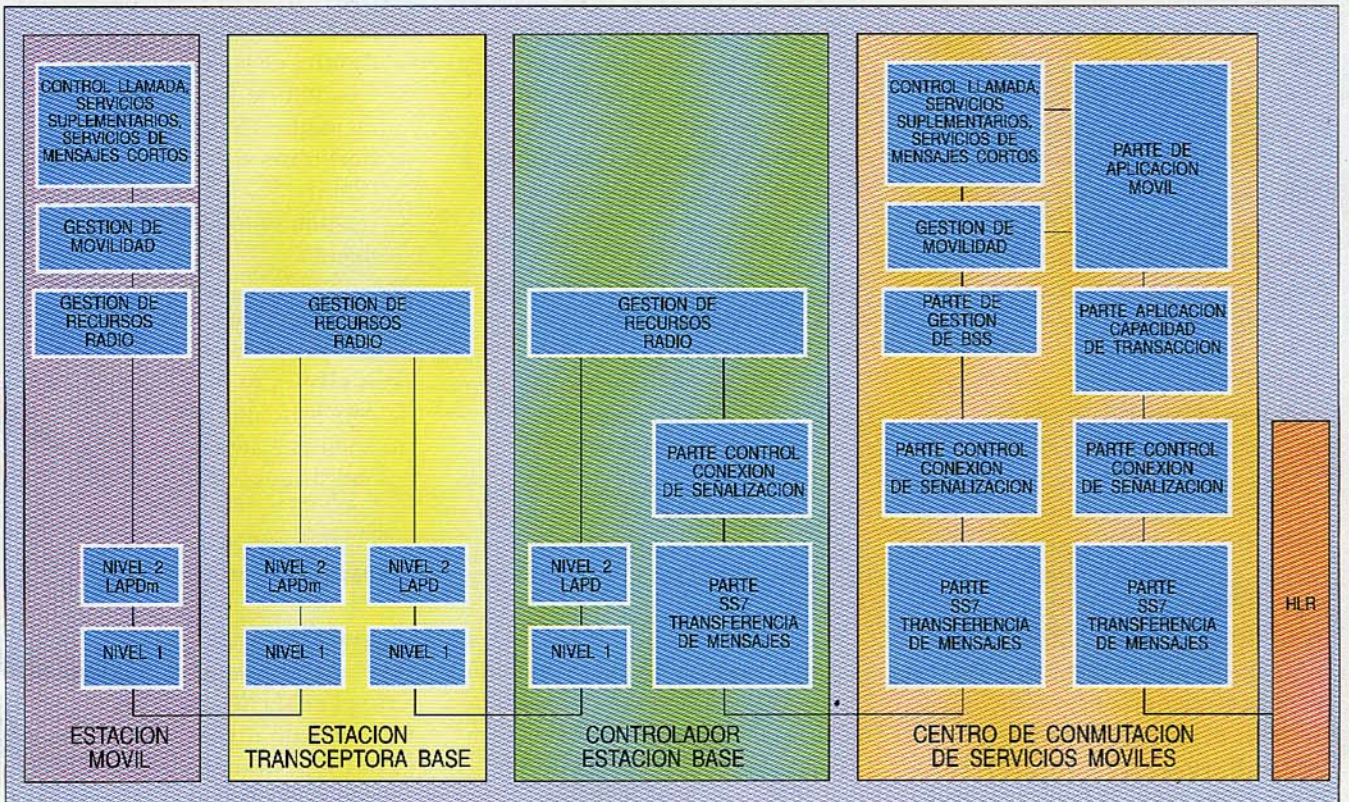 CONTROL LLAMADA,
SERVICIOS
SUPLEMENTARIOS,
SERVICIOS DE
MENSAJES CORTOS
GESTION DE
MOVILIDAD
GESTION DE
RECURSOS
RADIO
NIVEL 2
LAPDm
NIVEL 1
ESTACION
MOVIL
GESTION DE
RECURSOS
RADIO
NIVEL 2
LAPDm
NIVEL 1
NIVEL 2
LAPD
NIVEL 1
ESTACION
TRANSCEPTORA BASE
GESTION DE
RECURSOS
RADIO
NIVEL 2
LAPD
NIVEL 1
PARTE CONTROL
CONEXION
DE SEÑALIZACION
PARTE
SS7
TRANSFERENCIA
DE MENSAJES
CONTROLADOR
ESTACION BASE
CONTROL LLAMADA,
SERVICIOS
SUPLEMENTARIOS,
SERVICIOS DE
MENSAJES CORTOS
GESTION DE
MOVILIDAD
PARTE DE
GESTION
DE BSS
PARTE CONTROL
CONEXION
DE SEÑALIZACION
PARTE
SS7
TRANSFERENCIA
DE MENSAJES
PARTE DE
APLICACION
MOVIL
PARTE APLICACION
CAPACIDAD
DE TRANSACCION
PARTE CONTROL
CONEXION
DE SEÑALIZACION
PARTE
SS7
TRANSFERENCIA
DE MENSAJES
CENTRO DE CONMUTACION
DE SERVICIOS MOVILES
HLR